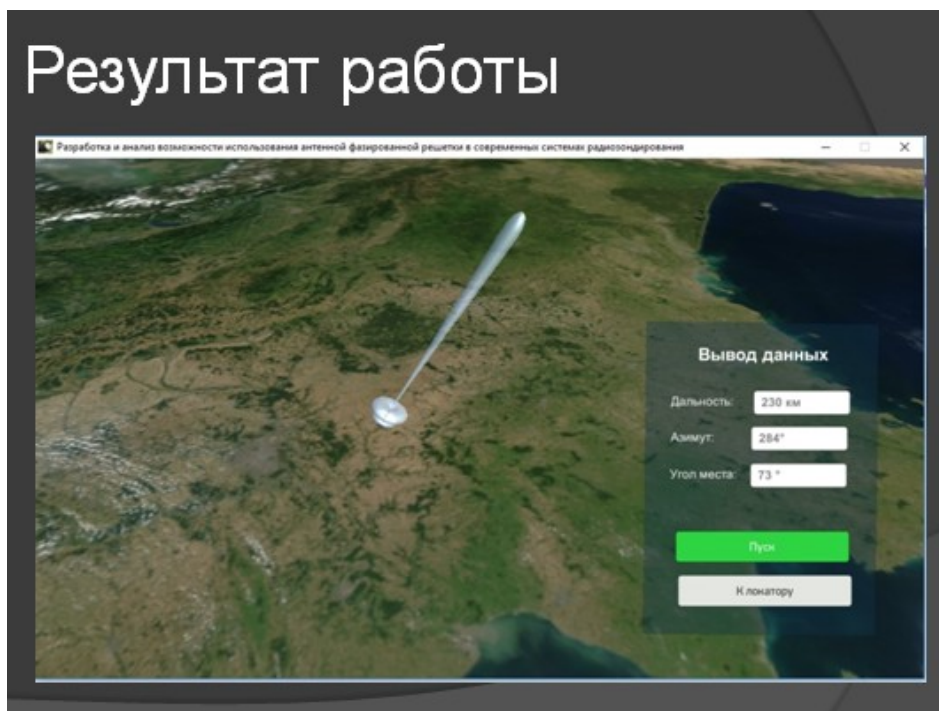 Результат работы
Разработка и анализ возможности использования антенной фазированной решетки в современных системах радиозондирования
Вывод данных
Дальность: 230 км
Азимут: 284°
Угол места: 73 °
Пуск
К локатору